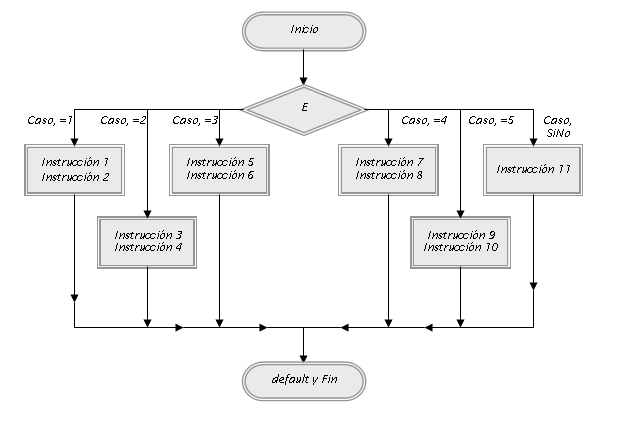 Inicio
E
Caso, =1
Caso, =2
Caso, =3
Caso, =4
Caso, =5
Caso,
SiNo
Instrucción 1
Instrucción 2
Instrucción 5
Instrucción 6
Instrucción 7
Instrucción 8
Instrucción 11
Instrucción 3
Instrucción 4
Instrucción 9
Instrucción 10
default y Fin